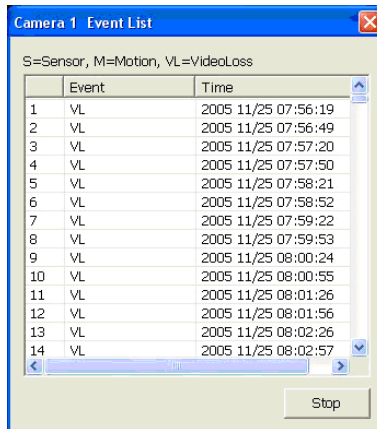 Camera 1 Event List
S=Sensor, M=Motion, VL=VideoLoss
Event Time
1 VL 2005 11/25 07:56:19
2 VL 2005 11/25 07:56:49
3 VL 2005 11/25 07:57:20
4 VL 2005 11/25 07:57:50
5 VL 2005 11/25 07:58:21
6 VL 2005 11/25 07:58:52
7 VL 2005 11/25 07:59:22
8 VL 2005 11/25 07:59:53
9 VL 2005 11/25 08:00:24
10 VL 2005 11/25 08:00:55
11 VL 2005 11/25 08:01:26
12 VL 2005 11/25 08:01:56
13 VL 2005 11/25 08:02:26
14 VL 2005 11/25 08:02:57
Stop